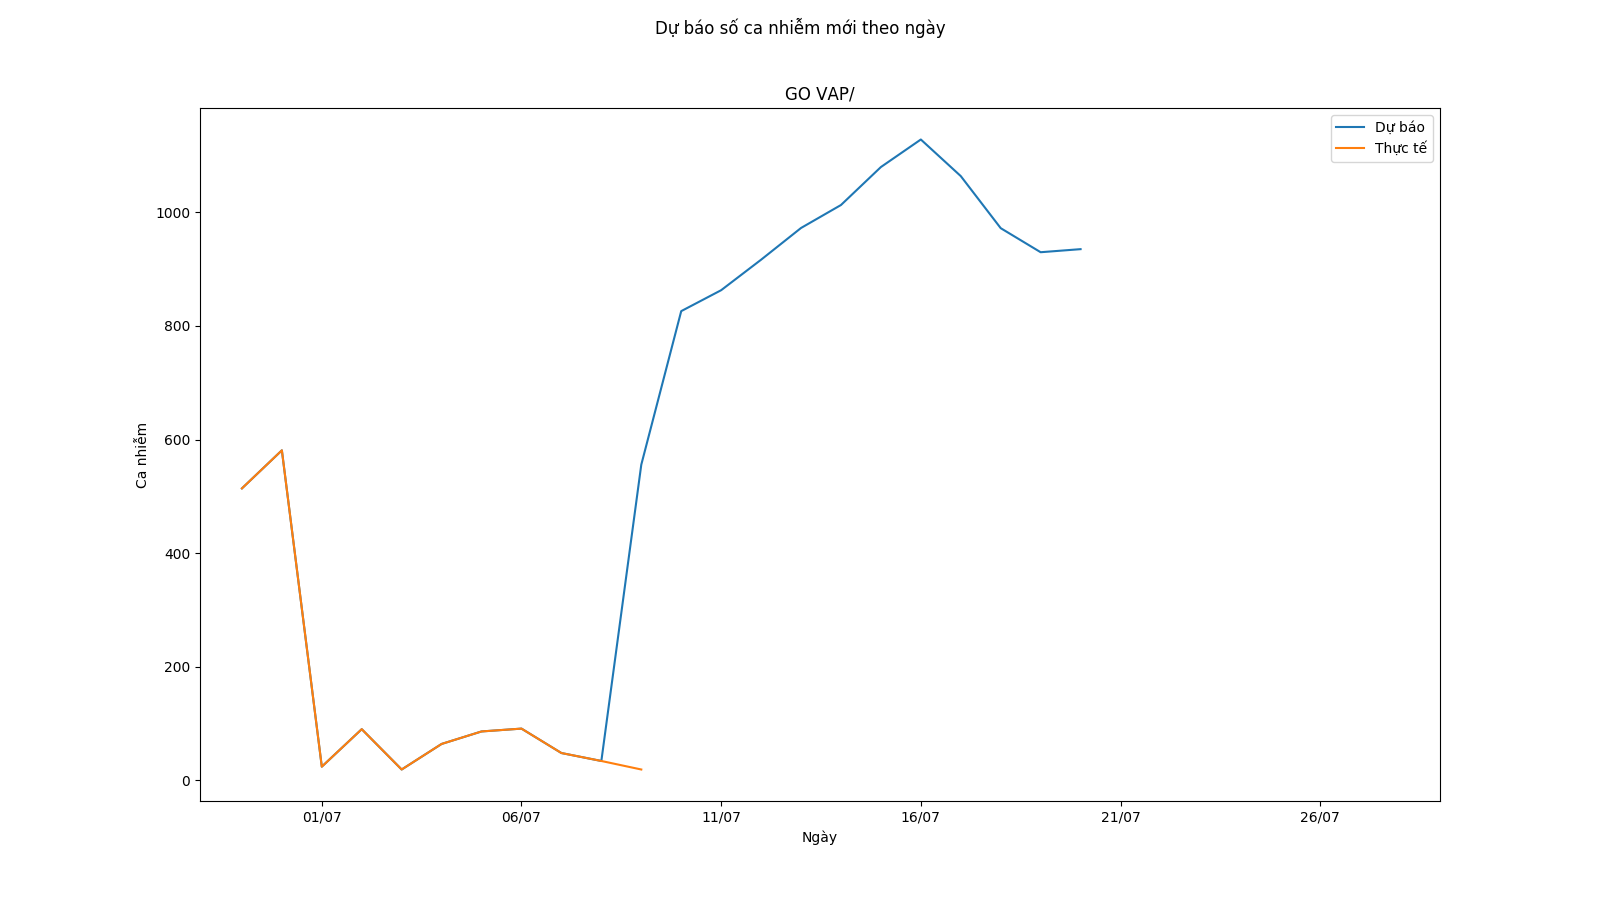 Dự báo số ca nhiễm mới theo ngày
GO VAP/
Dự báo
Thực tế
1000
800
600
400
200
0
Ca nhiễm
01/07
06/07
11/07
16/07
21/07
26/07
Ngày